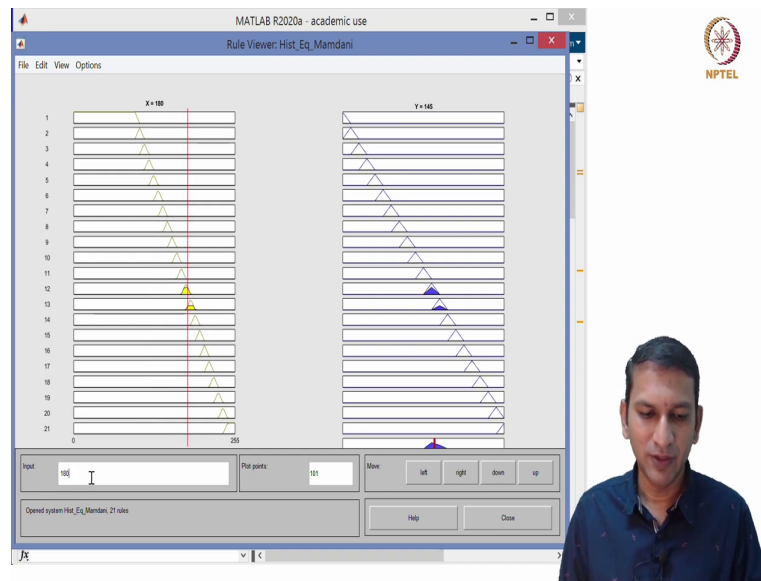 MATLAB R2020a - academic use
Rule Viewer: Hist_Eq_Mamdani
File Edit View Options
X = 180
Y = 145
1
2
3
4
5
6
7
8
9
10
11
12
13
14
15
16
17
18
19
20
21
0
255
Input:
180
Plot points:
101
Move:
left
right
down
up
Opened system Hist_Eq_Mamdani, 21 rules
Help
Close
fx
NPTEL